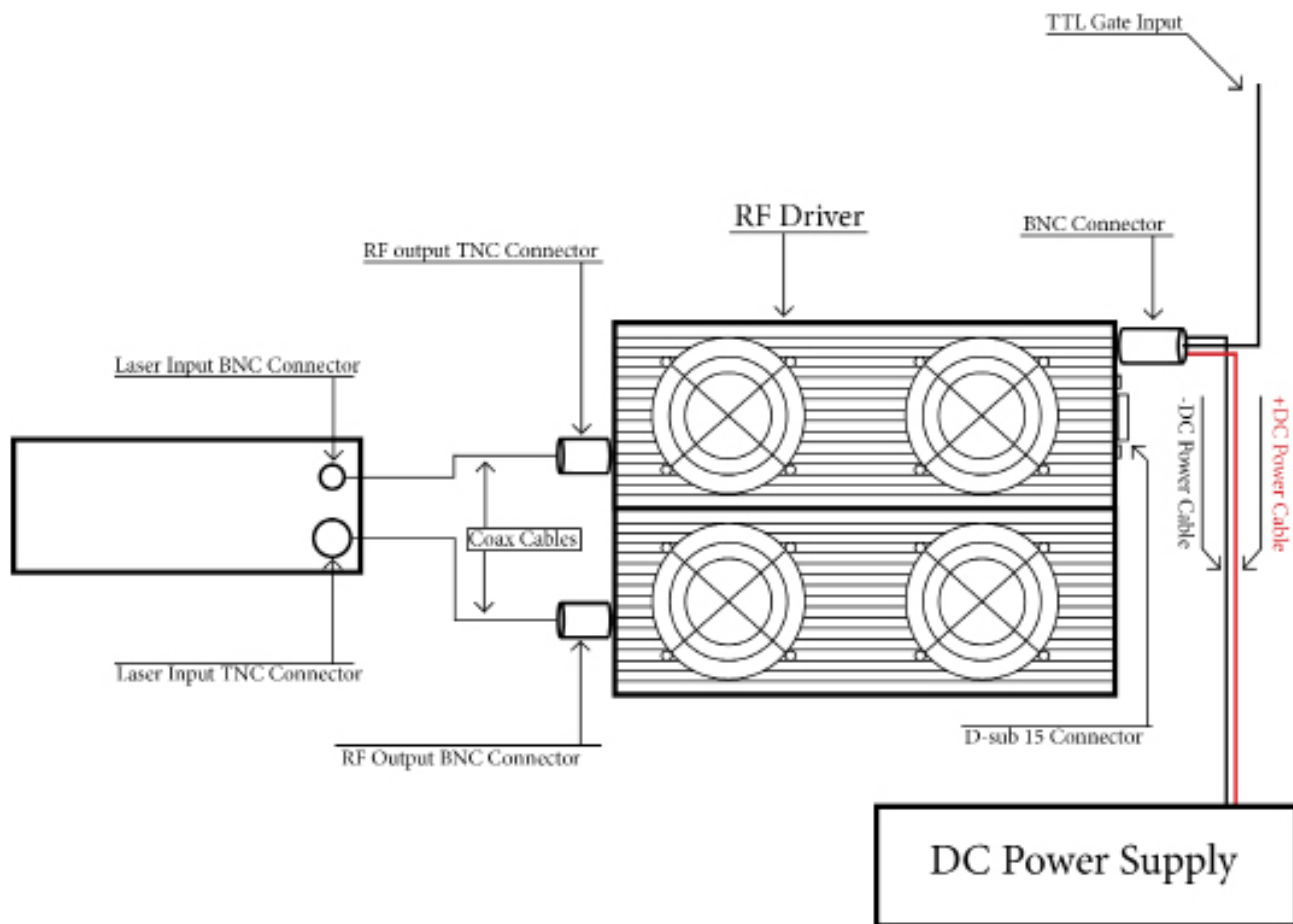 TTL Gate Input
RF Driver
BNC Connector
RF output TNC Connector
Laser Input BNC Connector
-DC Power Cable
+DC Power Cable
Coax Cables
Laser Input TNC Connector
RF Output BNC Connector
D-sub 15 Connector
DC Power Supply